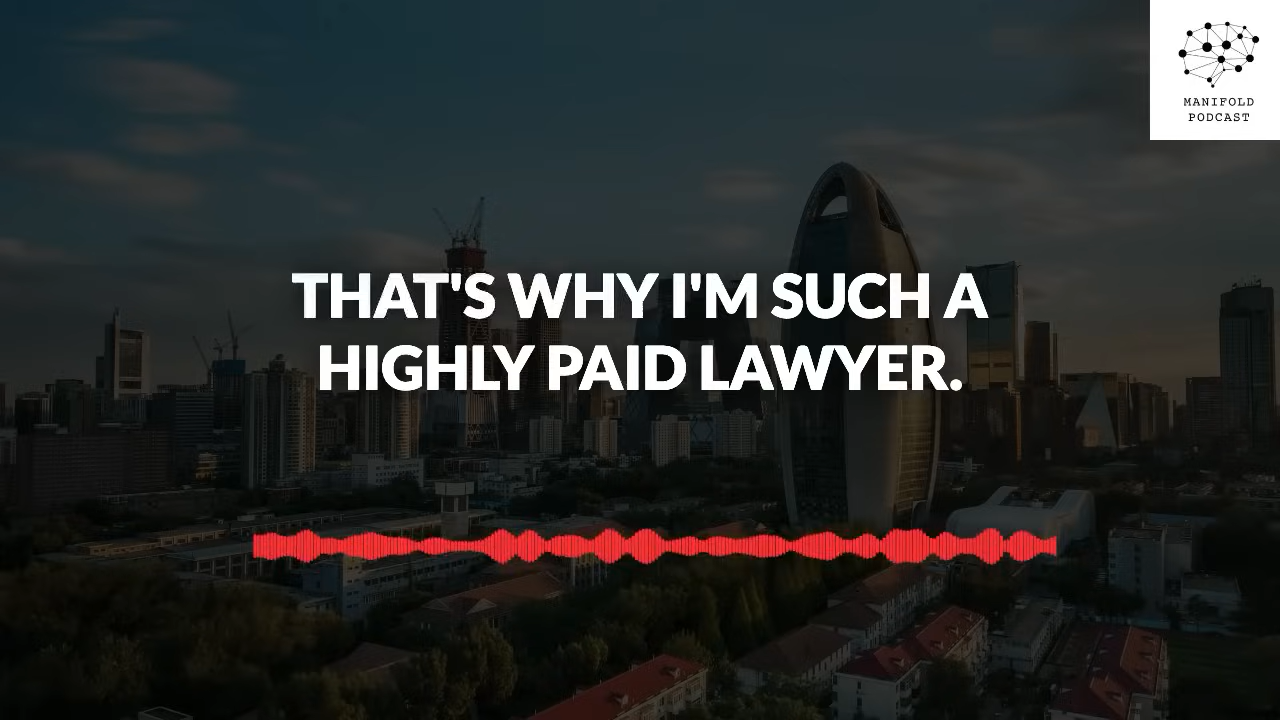 MANIFOLD
PODCAST
THAT'S WHY I'M SUCH A
HIGHLY PAID LAWYER.